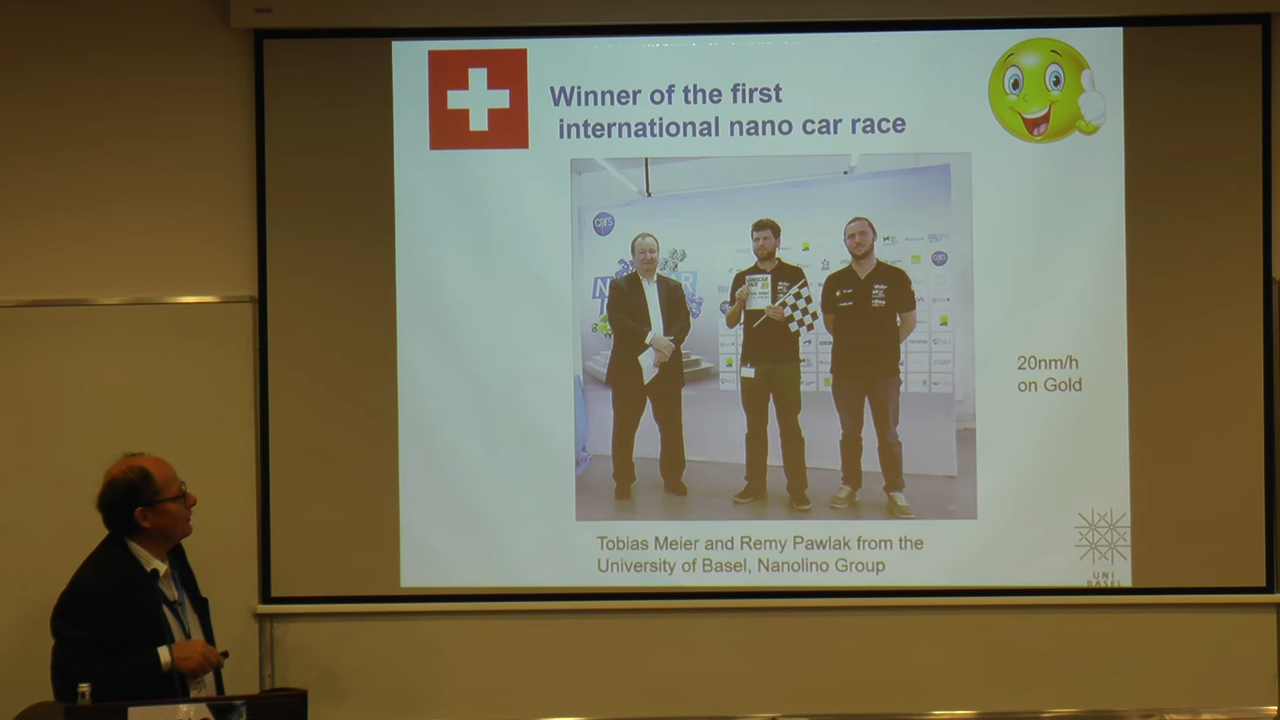 Winner of the first
international nano car race
cnrs
20nm/h
on Gold
Tobias Meier and Remy Pawlak from the
University of Basel, Nanolino Group
UNI
BASEL